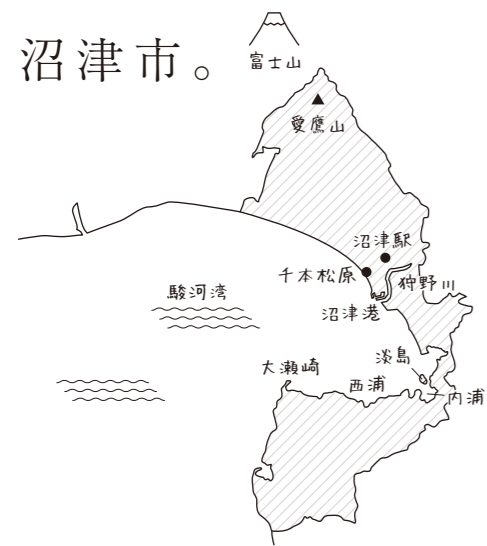 沼津市。
富士山
愛鷹山
沼津駅
千本松原
狩野川
駿河湾
沼津港
淡島
大瀬崎
西浦
内浦